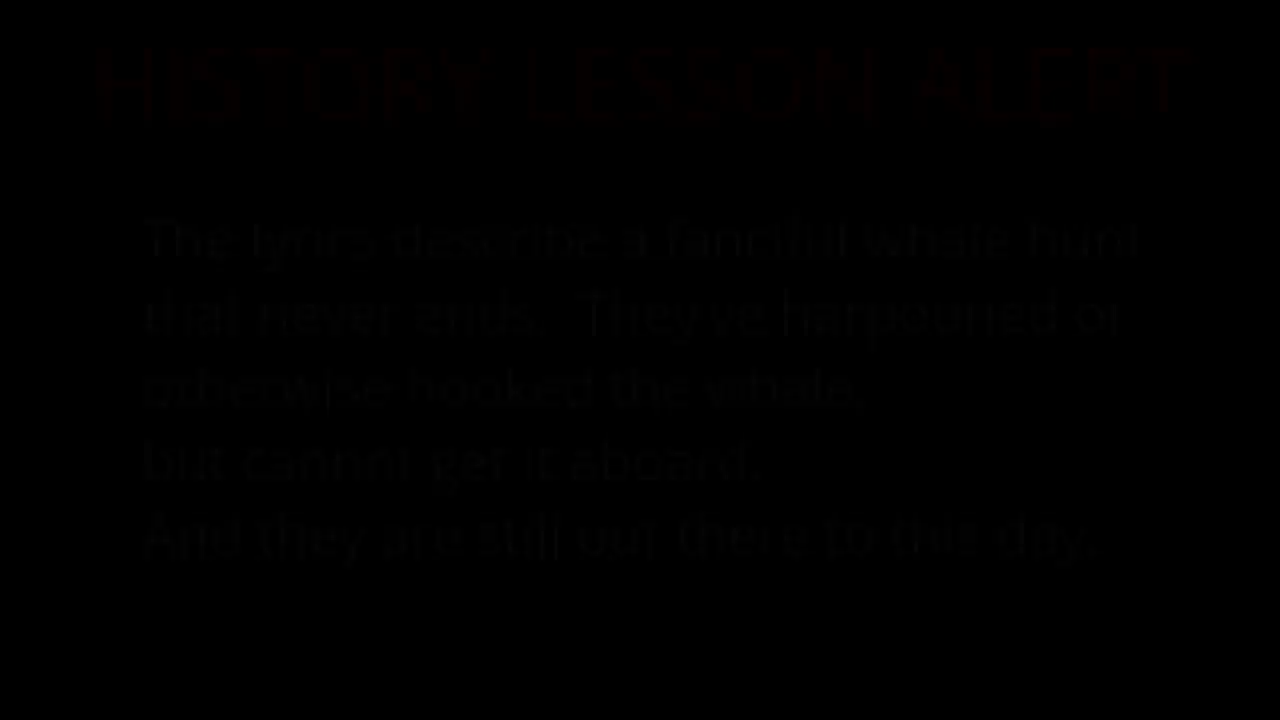 HISTORY LESSON ALERT
The lyrics describe a fanciful whale hunt
that never ends. They've harpooned or
otherwise hooked the whale,
but cannot get it aboard.
And they are still out there to this day.